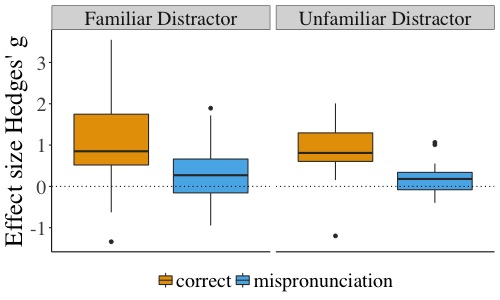 Familiar Distractor
Unfamiliar Distractor
Effect size Hedges' g
3
2
1
0
-1
correct
mispronunciation